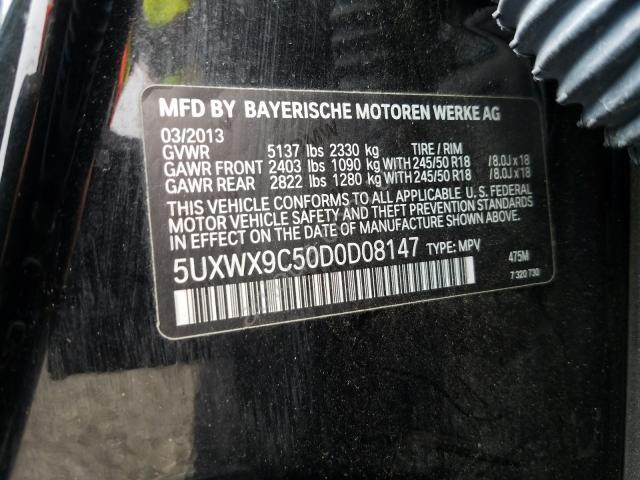 MFD BY BAYERISCHE MOTOREN WERKE AG
03/2013
GVWR 5137 lbs 2330 kg TIRE / RIM
GAWR FRONT 2403 lbs 1090 kg WITH 245/50 R18 / 8.0J x 18
GAWR REAR 2822 lbs 1280 kg WITH 245/50 R18 / 8.0J x 18
THIS VEHICLE CONFORMS TO ALL APPLICABLE U. S. FEDERAL
MOTOR VEHICLE SAFETY AND THEFT PREVENTION STANDARDS
IN EFFECT ON THE DATE OF MANUFACTURE SHOWN ABOVE.
5UXWX9C50D0D08147 TYPE: MPV 475M
7 320 730